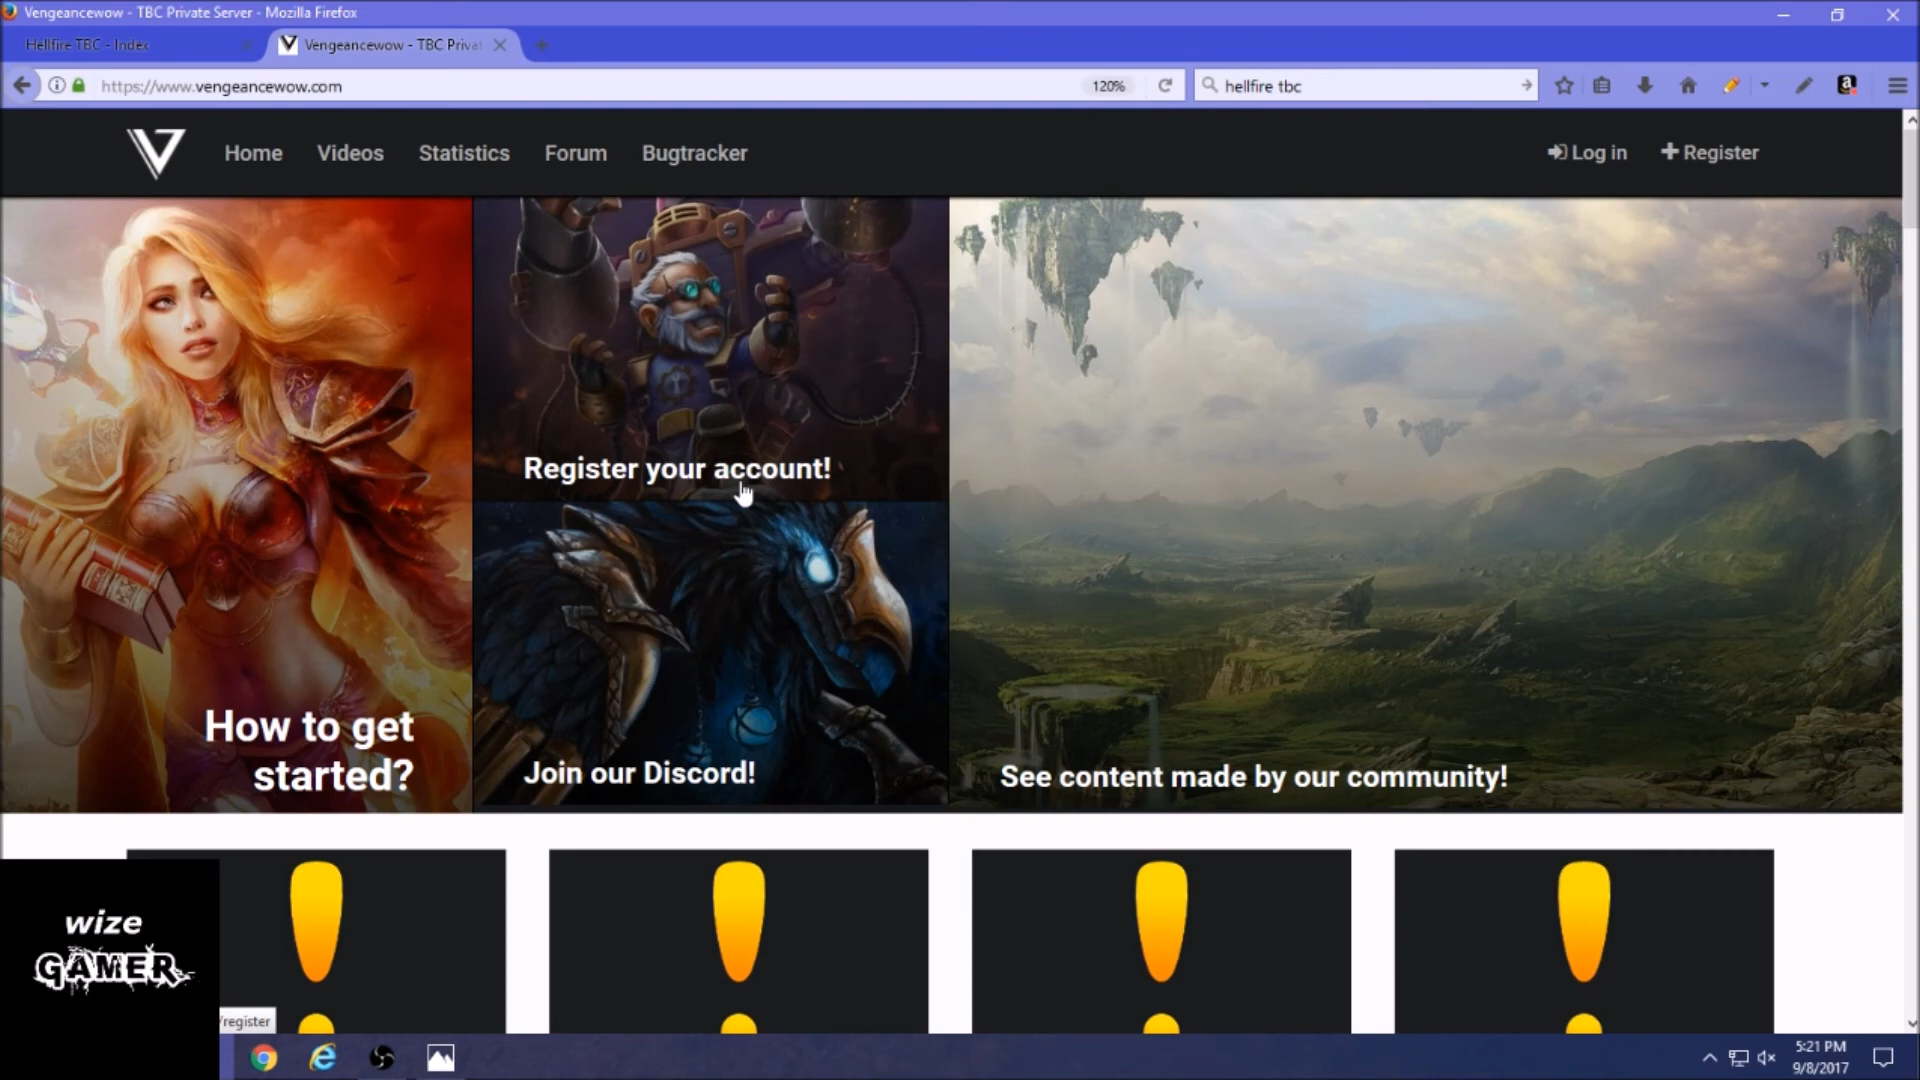 Vengeancewow - TBC Private Server - Mozilla Firefox
Hellfire TBC - Index
Vengeancewow - TBC Privat
https://www.vengeancewow.com
120%
hellfire tbc
Home Videos Statistics Forum Bugtracker
Log in Register
Register your account!
How to get
started?
Join our Discord!
See content made by our community!
wize
GAMER
/register
5:21 PM
9/8/2017